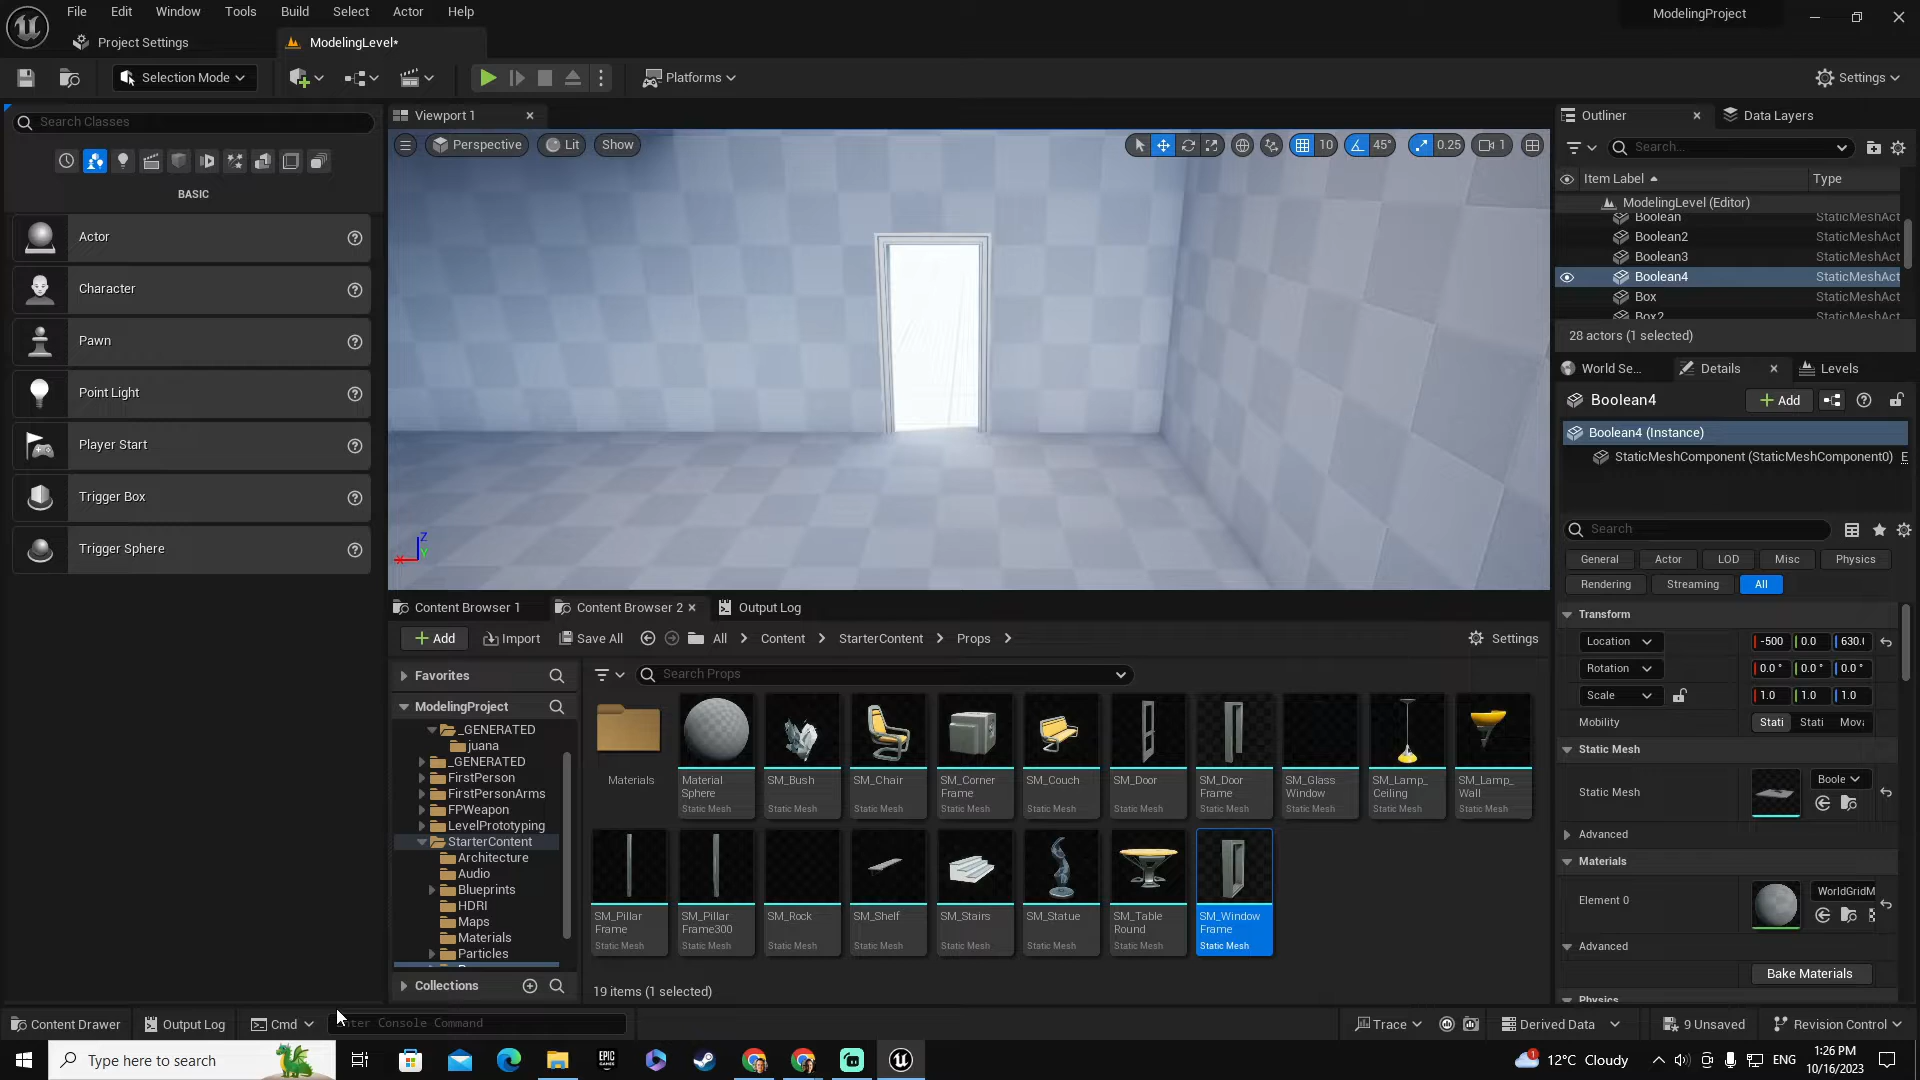 File Edit Window Tools Build Select Actor Help
ModelingProject
Project Settings
ModelingLevel*
Selection Mode
Platforms
Settings
Search Classes
BASIC
Actor
Character
Pawn
Point Light
Player Start
Trigger Box
Trigger Sphere
Viewport 1
Perspective
Lit
Show
10
45°
0.25
1
Z
X
Y
Outliner
Data Layers
Search...
Item Label
Type
ModelingLevel (Editor)
Boolean StaticMeshAct
Boolean2 StaticMeshAct
Boolean3 StaticMeshAct
Boolean4 StaticMeshAct
Box StaticMeshAct
Box2 StaticMeshAct
28 actors (1 selected)
World Se...
Details
Levels
Boolean4
Add
Boolean4 (Instance)
StaticMeshComponent (StaticMeshComponent0) E
Search
General Actor LOD Misc Physics
Rendering Streaming All
Transform
Location -500 0.0 630.
Rotation 0.0 ° 0.0 ° 0.0 °
Scale 1.0 1.0 1.0
Mobility Stati Stati Mova
Static Mesh
Static Mesh
Boole
Advanced
Materials
Element 0
WorldGridM
Advanced
Bake Materials
Physics
Content Browser 1
Content Browser 2
Output Log
Add
Import
Save All
All
Content
StarterContent
Props
Settings
Favorites
ModelingProject
_GENERATED
juana
_GENERATED
FirstPerson
FirstPersonArms
FPWeapon
LevelPrototyping
StarterContent
Architecture
Audio
Blueprints
HDRI
Maps
Materials
Particles
Collections
Search Props
Materials
Material Sphere
Static Mesh
SM_Bush
Static Mesh
SM_Chair
Static Mesh
SM_Corner Frame
Static Mesh
SM_Couch
Static Mesh
SM_Door
Static Mesh
SM_Door Frame
Static Mesh
SM_Glass Window
Static Mesh
SM_Lamp_ Ceiling
Static Mesh
SM_Lamp_ Wall
Static Mesh
SM_Pillar Frame
Static Mesh
SM_Pillar Frame300
Static Mesh
SM_Rock
Static Mesh
SM_Shelf
Static Mesh
SM_Stairs
Static Mesh
SM_Statue
Static Mesh
SM_Table Round
Static Mesh
SM_Window Frame
Static Mesh
19 items (1 selected)
Content Drawer
Output Log
Cmd
Enter Console Command
Trace
Derived Data
9 Unsaved
Revision Control
Type here to search
EPIC GAMES
1
12°C Cloudy
ENG
1:26 PM
10/16/2023